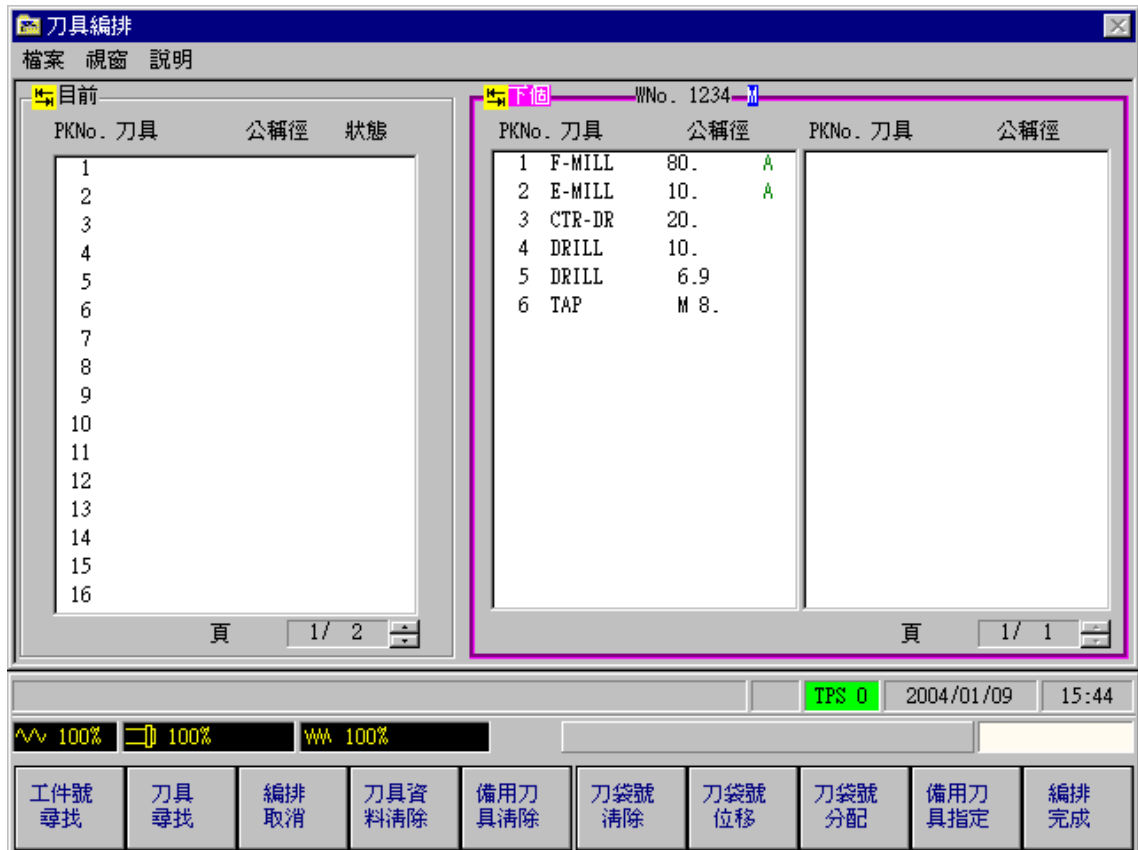 刀具編排
檔案 視窗 說明
目前
PKNo. 刀具 公稱徑 狀態
1
2
3
4
5
6
7
8
9
10
11
12
13
14
15
16
頁 1/ 2
下個 WNo. 1234 M
PKNo. 刀具 公稱徑 PKNo. 刀具 公稱徑
1 F-MILL 80. A
2 E-MILL 10. A
3 CTR-DR 20.
4 DRILL 10.
5 DRILL 6.9
6 TAP M 8.
頁 1/ 1
TPS 0 2004/01/09 15:44
100% 100% 100%
工件號
尋找
刀具
尋找
編排
取消
刀具資
料清除
備用刀
具清除
刀袋號
清除
刀袋號
位移
刀袋號
分配
備用刀
具指定
編排
完成